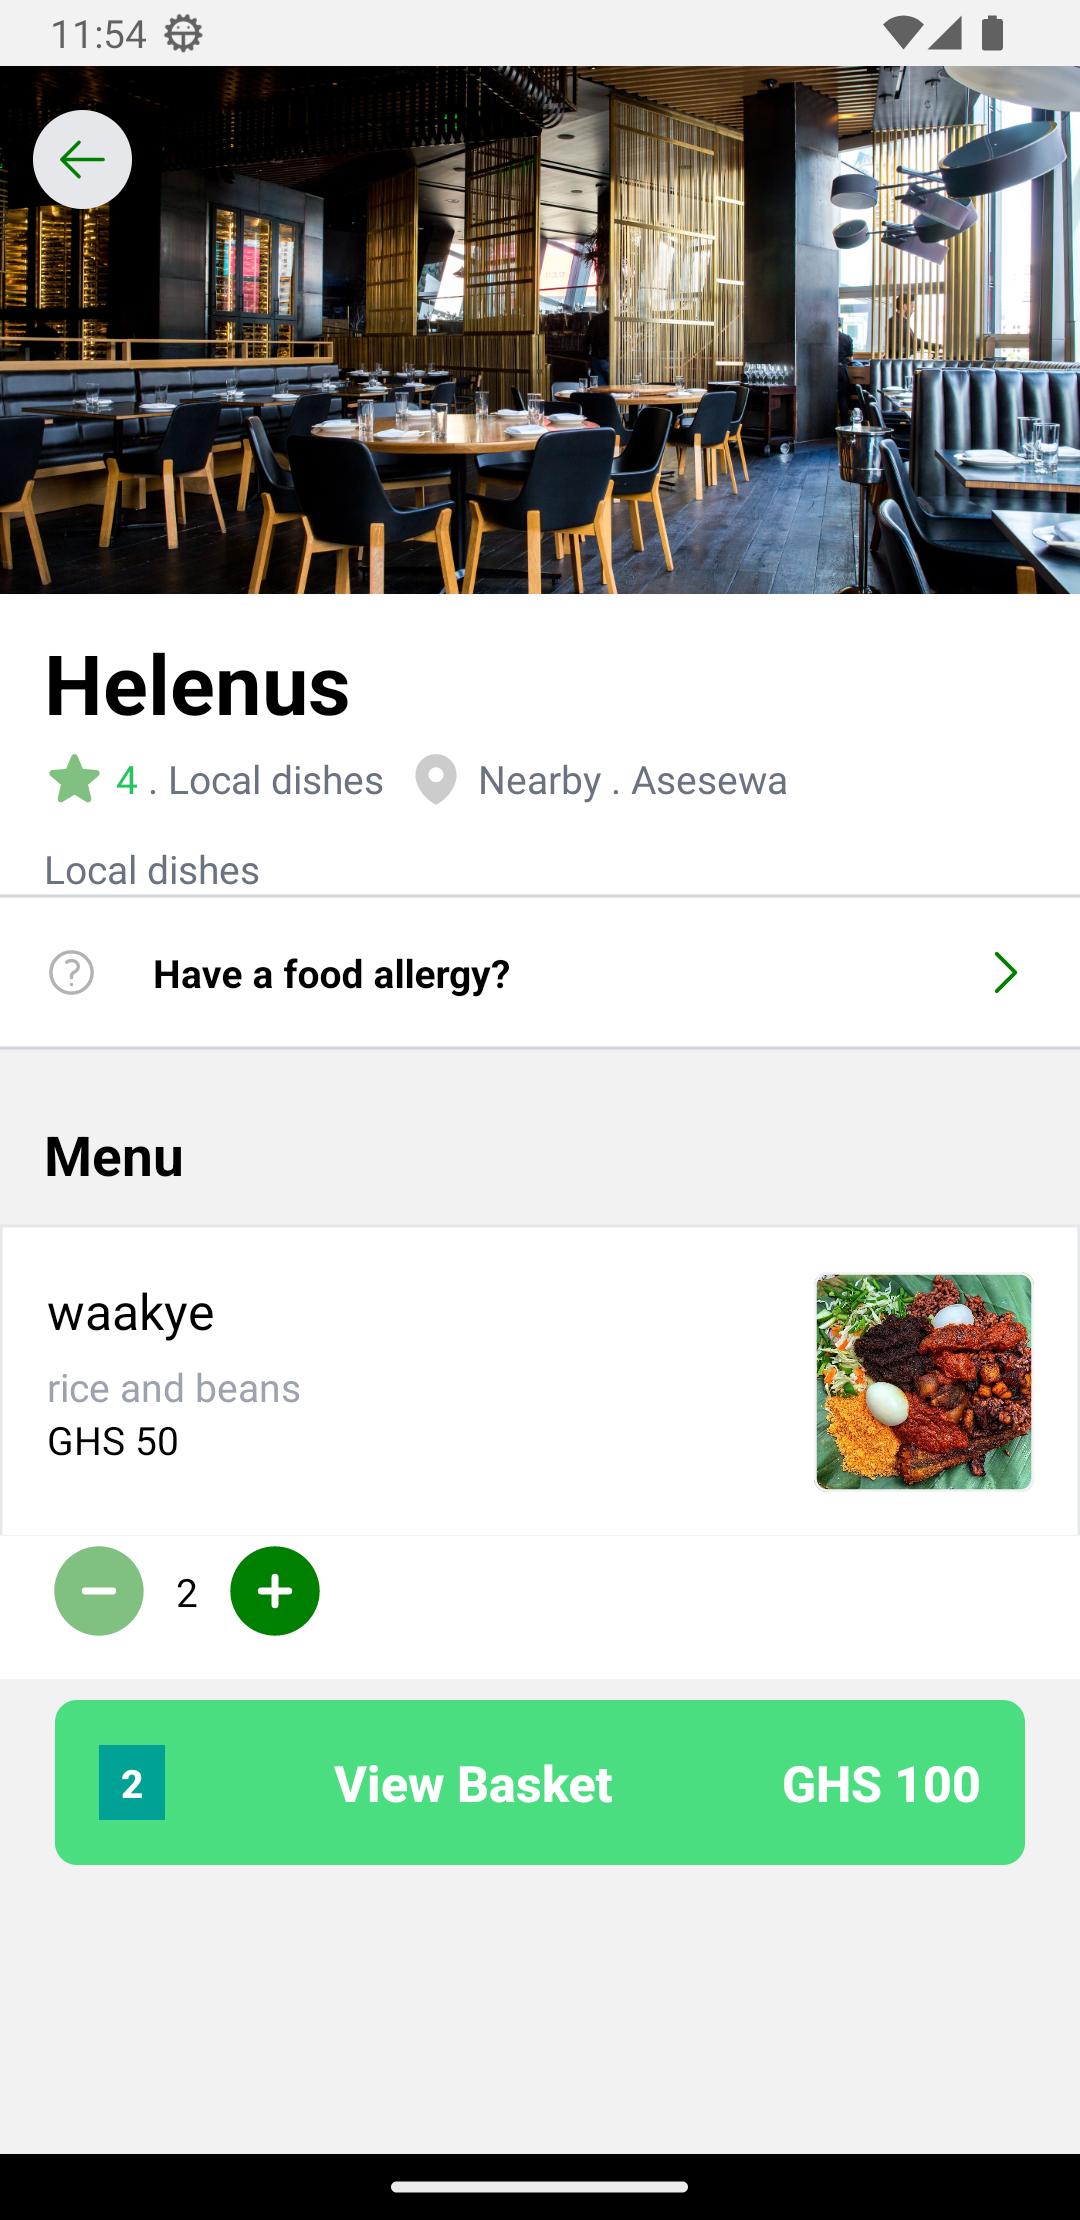 11:54
Helenus
4 . Local dishes Nearby . Asesewa
Local dishes
Have a food allergy?
Menu
waakye
rice and beans
GHS 50
2
2 View Basket GHS 100